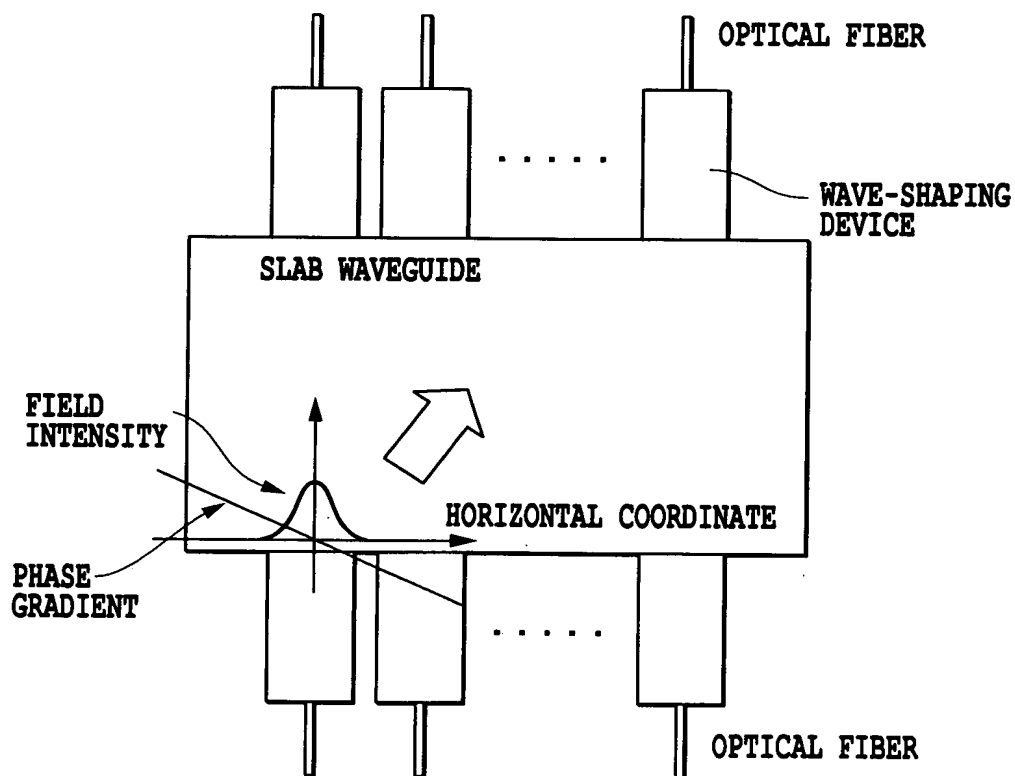 OPTICAL FIBER
WAVE-SHAPING
DEVICE
SLAB WAVEGUIDE
FIELD
INTENSITY
HORIZONTAL COORDINATE
PHASE
GRADIENT
OPTICAL FIBER